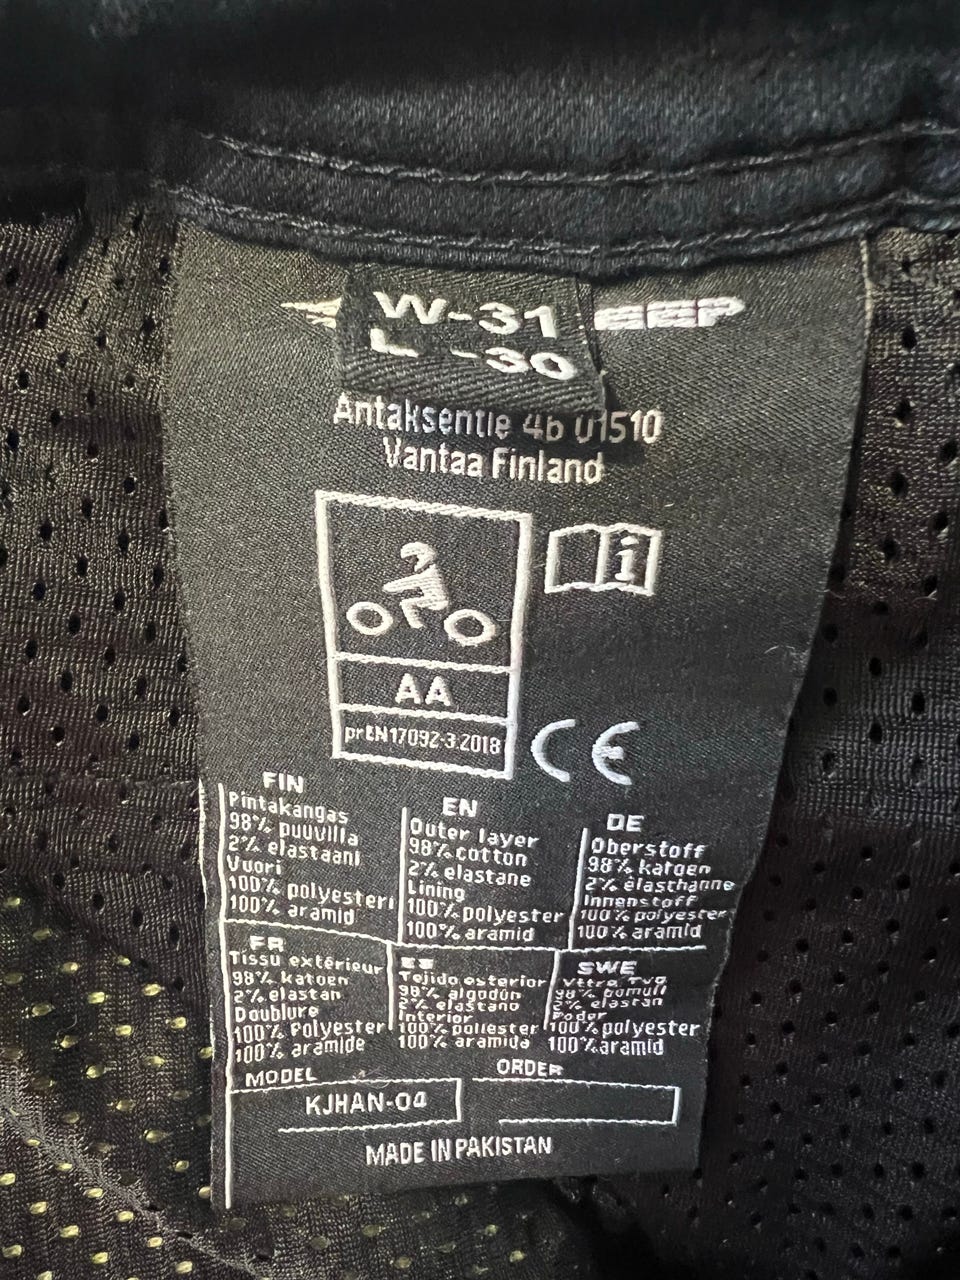 W-31
L -30
Antaksentie 4b 01510
Vantaa Finland
i
AA
prEN17092-3:2018
CE
FIN
Pintakangas
98% puuvilla
2% elastaani
Vuori
100% polyesteri
100% aramid
EN
Outer layer
98% cotton
2% elastane
Lining
100% polyester
100% aramid
DE
Oberstoff
98% katoen
2% élasthanne
Innenstoff
100% polyester
100% aramid
FR
Tissu extérieur
98% katoen
2% elastan
Doublure
100% Polyester
100% aramide
ES
Tejido exterior
98% algodón
2% elastano
Interior
100% poliester
100% aramida
SWE
Yttre Tyg
98% bomull
2% elastan
Foder
100% polyester
100% aramid
MODEL
KJHAN-04
ORDER
MADE IN PAKISTAN